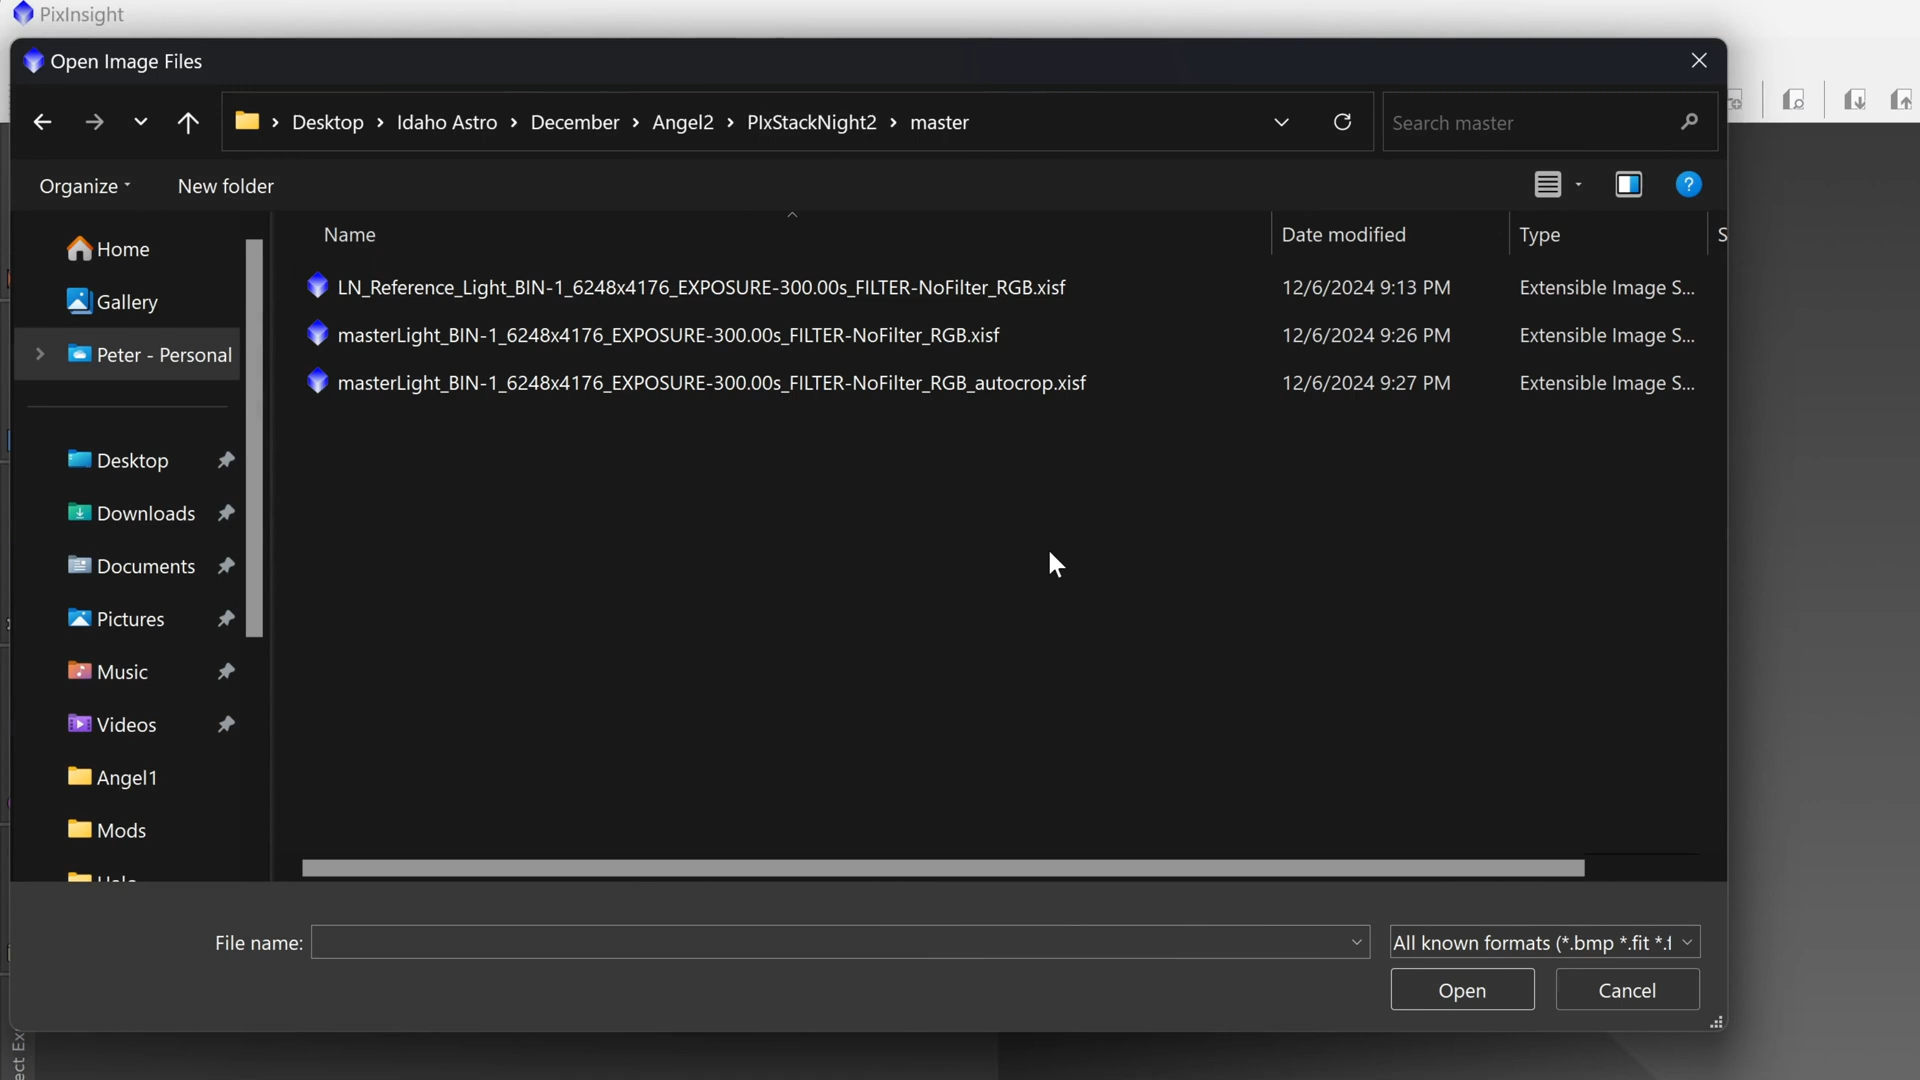 PixInsight
Open Image Files
Desktop > Idaho Astro > December > Angel2 > PIxStackNight2 > master
Search master
Organize
New folder
Name
Date modified
Type
S
Home
Gallery
Peter - Personal
Desktop
Downloads
Documents
Pictures
Music
Videos
Angel1
Mods
LN_Reference_Light_BIN-1_6248x4176_EXPOSURE-300.00s_FILTER-NoFilter_RGB.xisf 12/6/2024 9:13 PM Extensible Image S...
masterLight_BIN-1_6248x4176_EXPOSURE-300.00s_FILTER-NoFilter_RGB.xisf 12/6/2024 9:26 PM Extensible Image S...
masterLight_BIN-1_6248x4176_EXPOSURE-300.00s_FILTER-NoFilter_RGB_autocrop.xisf 12/6/2024 9:27 PM Extensible Image S...
File name:
All known formats (*.bmp *.fit *.f
Open
Cancel
ect Ex